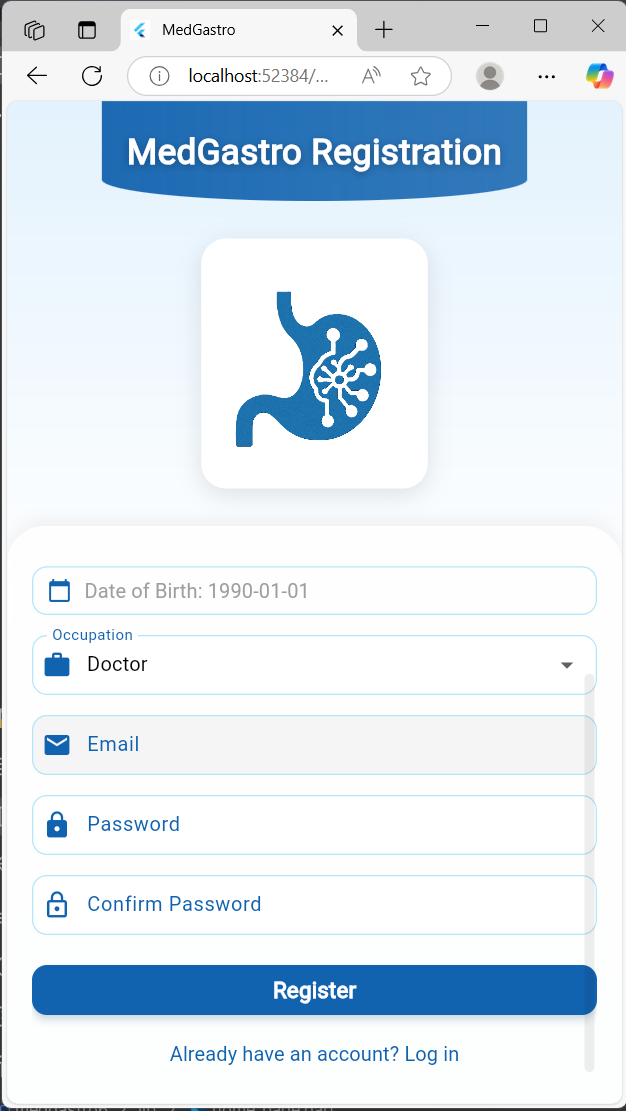 MedGastro
localhost:52384/...
MedGastro Registration
Date of Birth: 1990-01-01
Occupation
Doctor
Email
Password
Confirm Password
Register
Already have an account? Log in